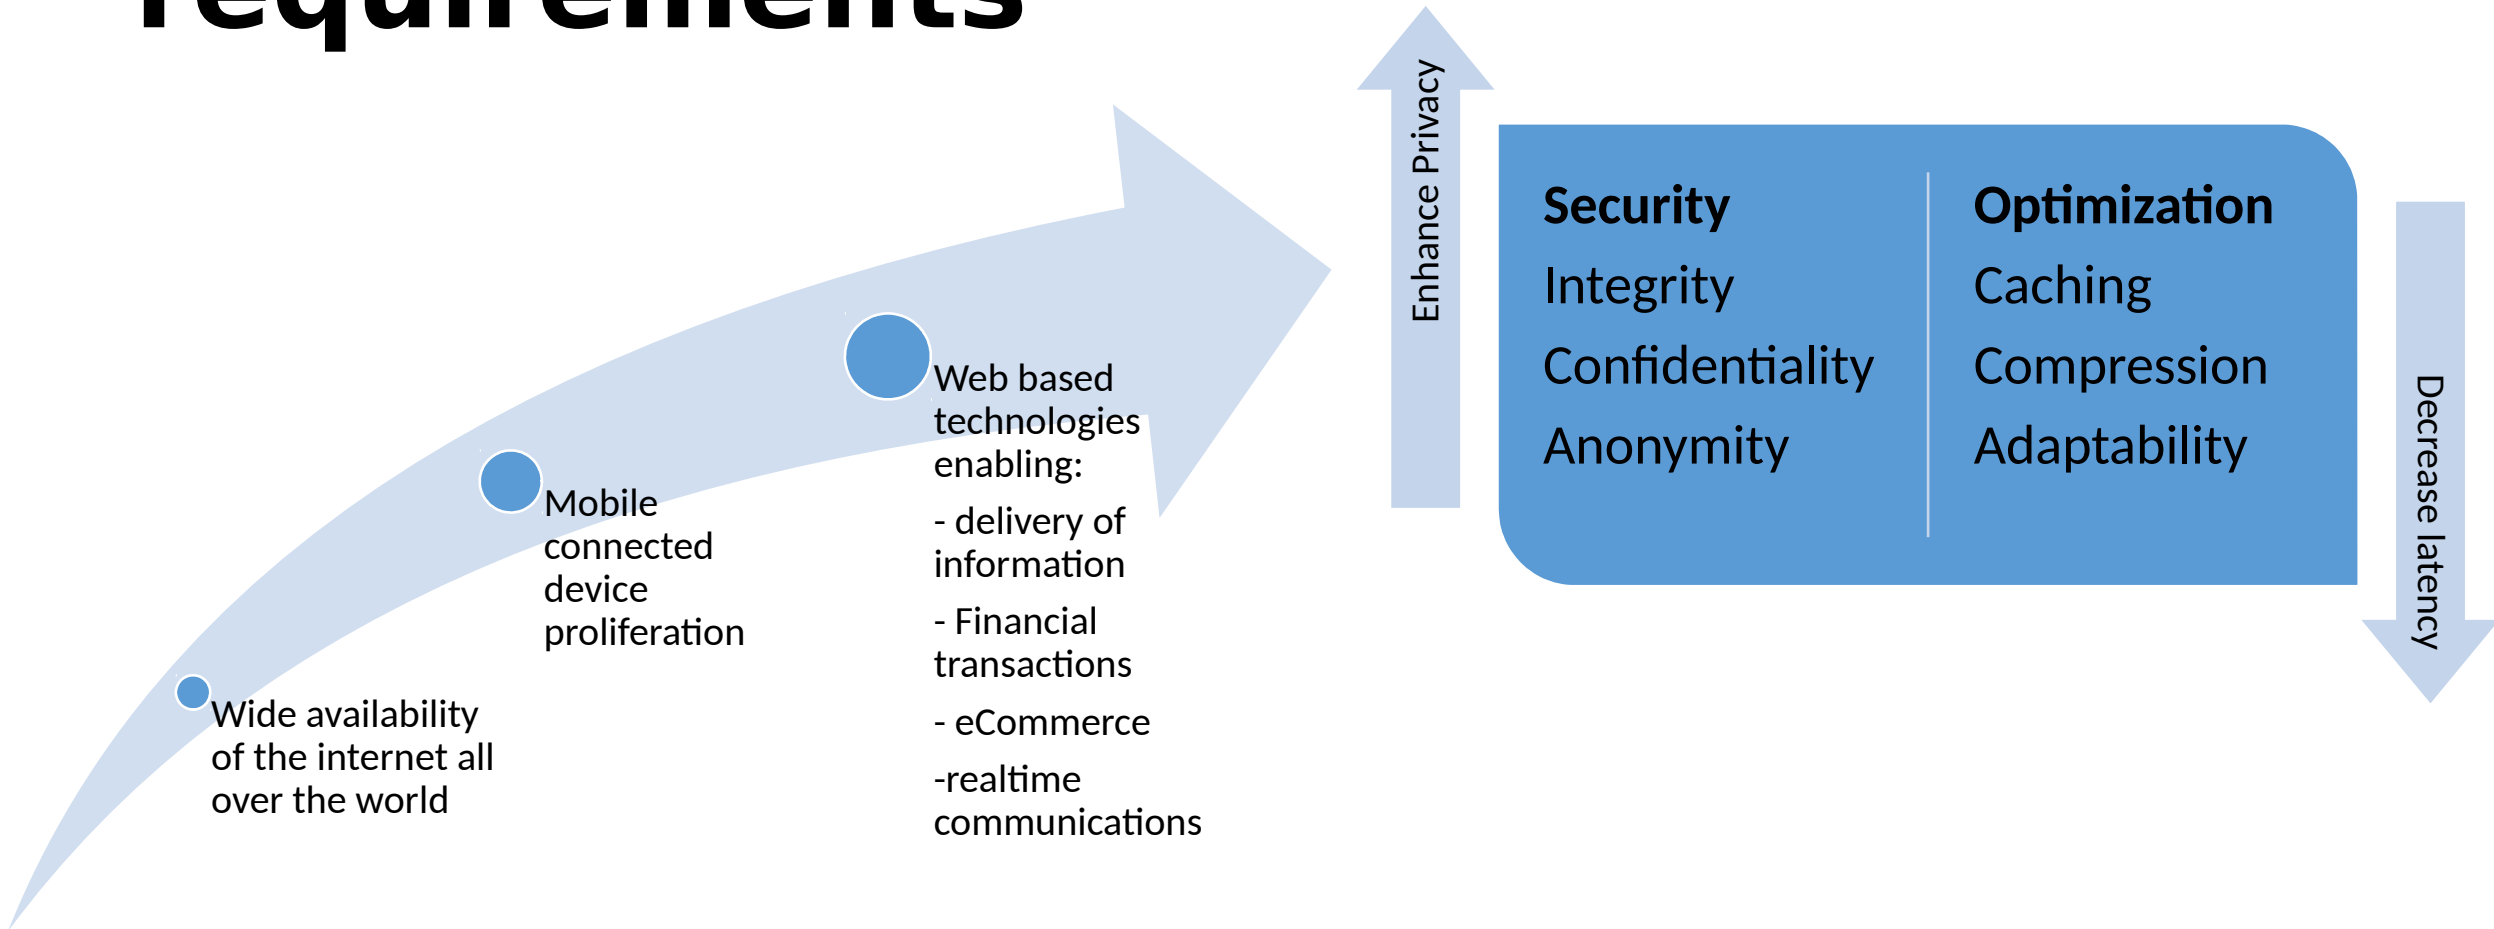 requirements
Wide availability
of the internet all
over the world
Mobile
connected
device
proliferation
Web based
technologies
enabling:
- delivery of
information
- Financial
transactions
- eCommerce
-realtime
communications
Enhance Privacy
Security
Integrity
Confidentiality
Anonymity
Optimization
Caching
Compression
Adaptability
Decrease latency